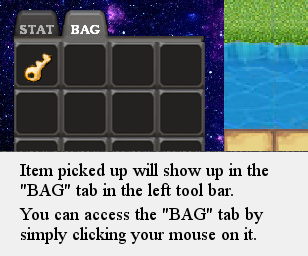 STAT BAG
Item picked up will show up in the
"BAG" tab in the left tool bar.
You can access the "BAG" tab by
simply clicking your mouse on it.